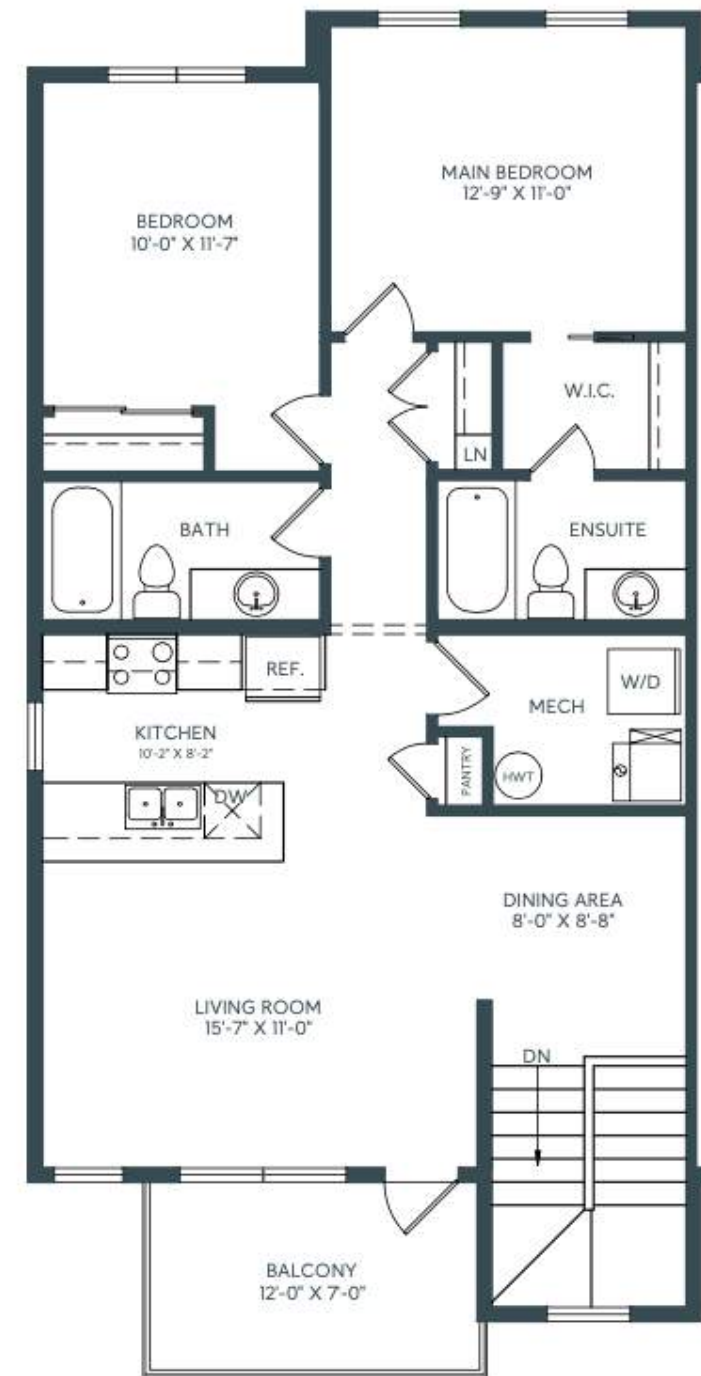 MAIN BEDROOM
12'-9" X 11'-0"
BEDROOM
10'-0" X 11'-7"
W.I.C.
LN
BATH
ENSUITE
REF.
W/D
MECH
KITCHEN
10'-2" X 8'-2"
PANTRY
HWT
DW
DINING AREA
8'-0" X 8'-8"
LIVING ROOM
15'-7" X 11'-0"
DN
BALCONY
12'-0" X 7'-0"